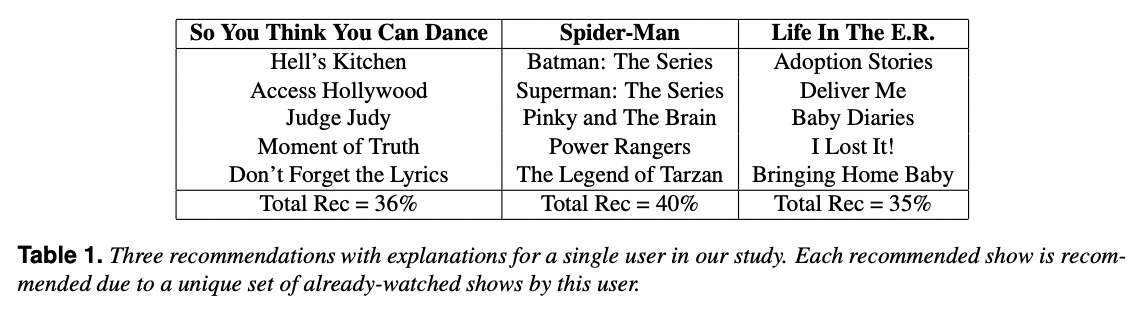 So You Think You Can Dance Spider-Man Life In The E.R.
Hell's Kitchen Batman: The Series Adoption Stories
Access Hollywood Superman: The Series Deliver Me
Judge Judy Pinky and The Brain Baby Diaries
Moment of Truth Power Rangers I Lost It!
Don't Forget the Lyrics The Legend of Tarzan Bringing Home Baby
Total Rec = 36% Total Rec = 40% Total Rec = 35%
Table 1. Three recommendations with explanations for a single user in our study. Each recommended show is recom-
mended due to a unique set of already-watched shows by this user.